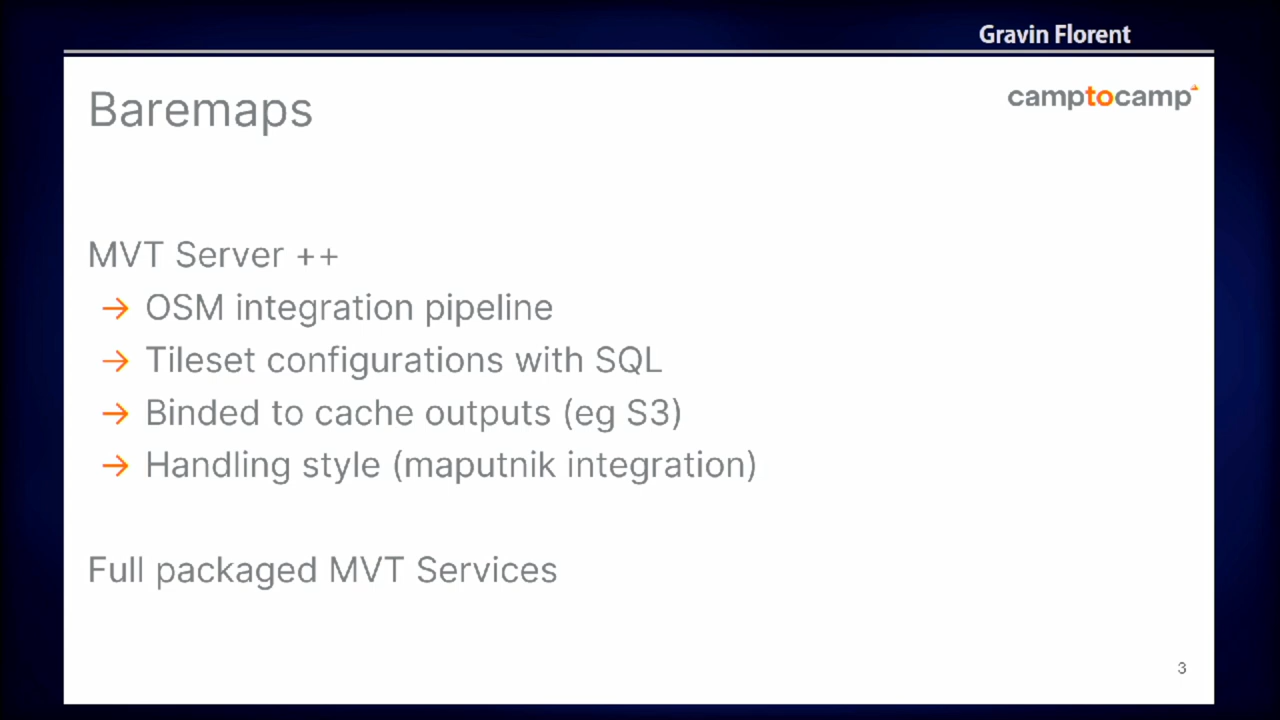 Gravin Florent
Baremaps
camptocamp
MVT Server ++
→ OSM integration pipeline
→ Tileset configurations with SQL
→ Binded to cache outputs (eg S3)
→ Handling style (maputnik integration)
Full packaged MVT Services
3